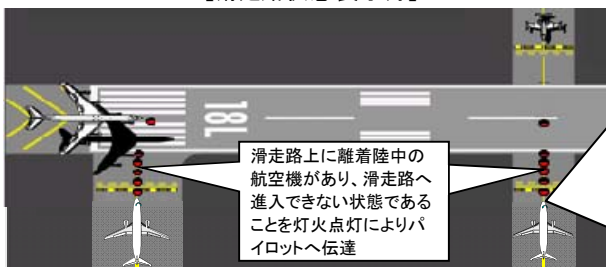 18L
滑走路上に離着陸中の
航空機があり、滑走路へ
進入できない状態である
ことを灯火点灯によりパ
イロットへ伝達